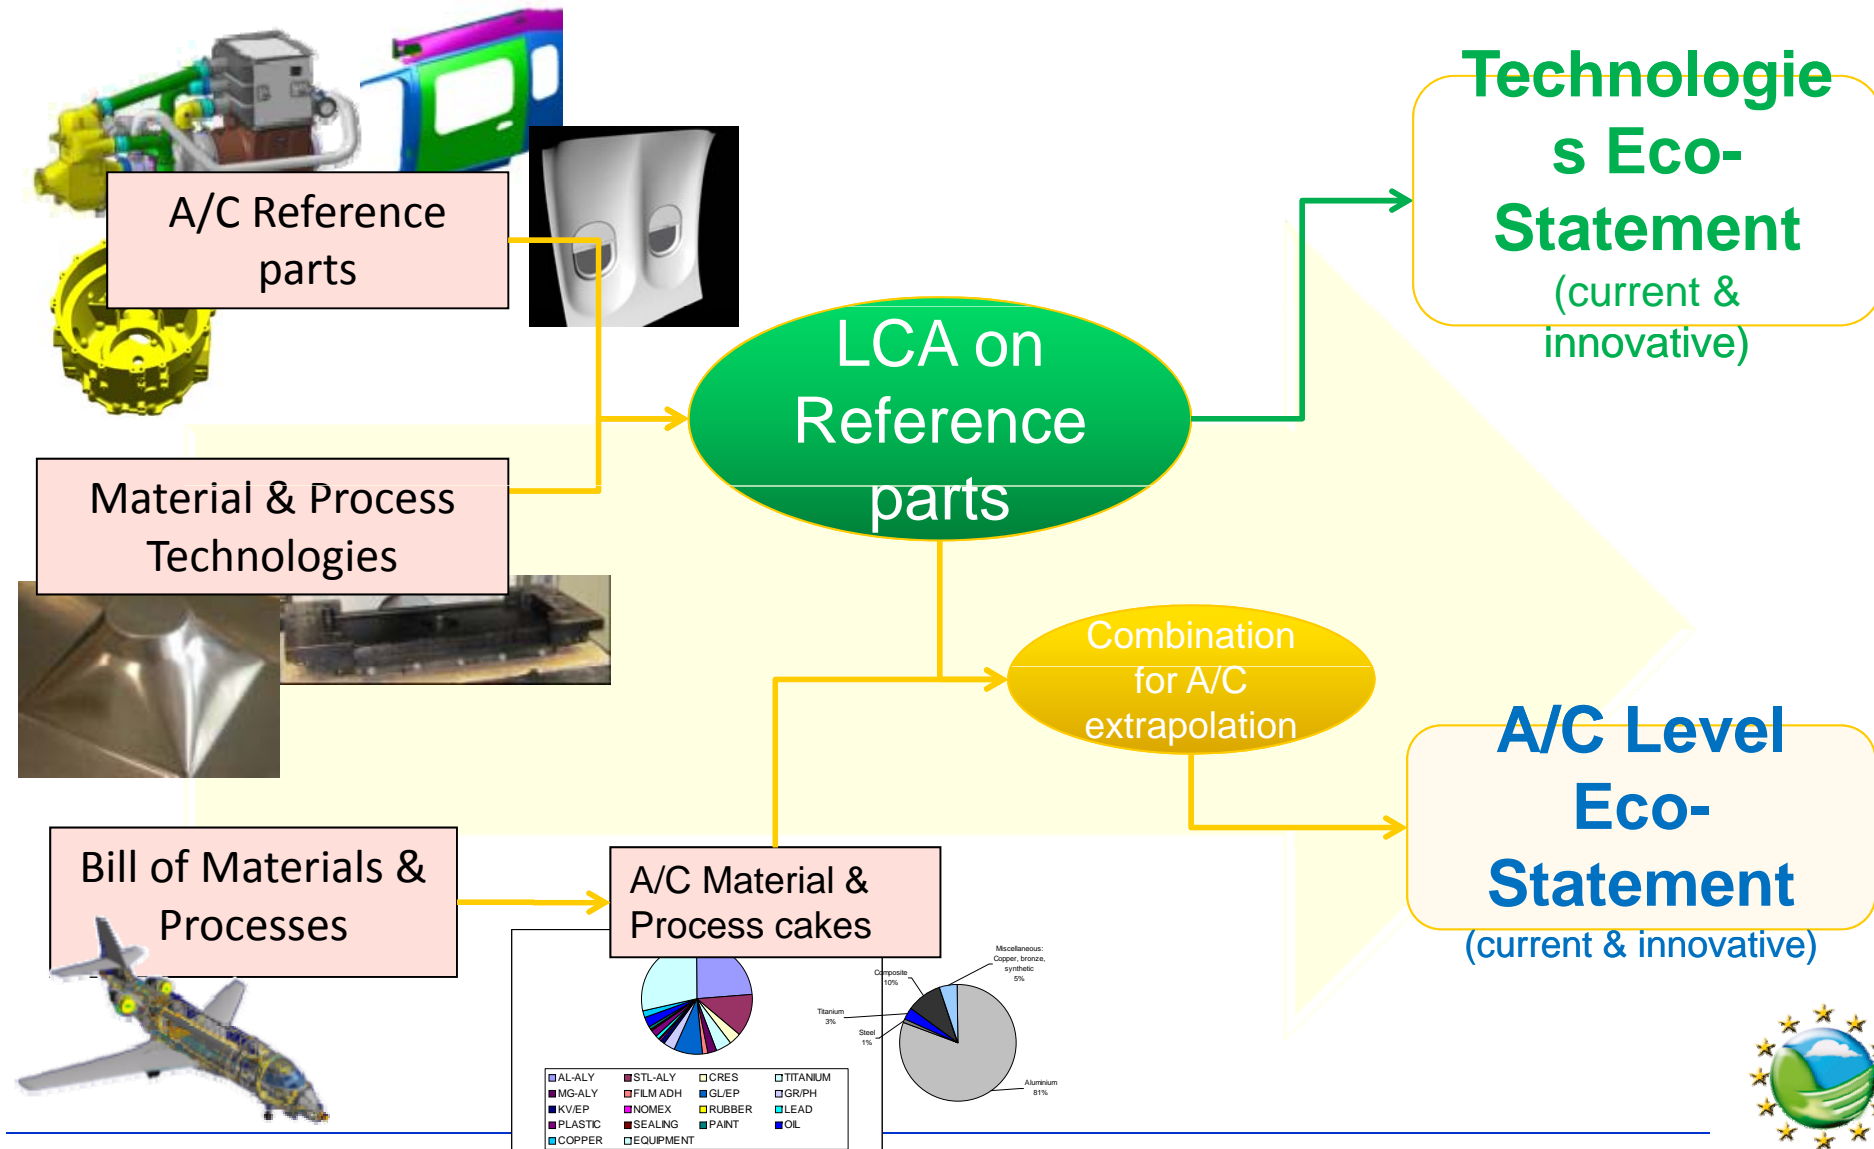 A/C Reference
parts
Material & Process
Technologies
Bill of Materials &
Processes
A/C Material &
Process cakes
LCA on
Reference
parts
Combination
for A/C
extrapolation
Technologie
s Eco-
Statement
(current &
innovative)
A/C Level
Eco-
Statement
(current & innovative)
AL-ALY STL-ALY CRES TITANIUM
MG-ALY FILM ADH GL/EP GR/PH
KV/EP NOMEX RUBBER LEAD
PLASTIC SEALING PAINT OIL
COPPER EQUIPMENT
Miscellaneous:
Copper, bronze,
synthetic
5%
Composite
10%
Titanium
3%
Steel
1%
Aluminium
81%